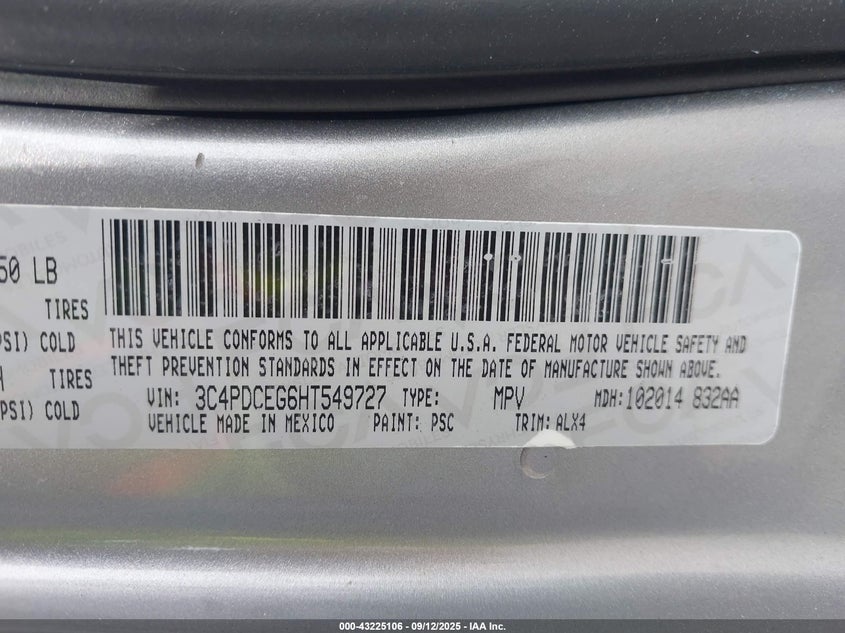 50 LB
TIRES
PSI) COLD
TIRES
PSI) COLD
THIS VEHICLE CONFORMS TO ALL APPLICABLE U.S.A. FEDERAL MOTOR VEHICLE SAFETY AND
THEFT PREVENTION STANDARDS IN EFFECT ON THE DATE OF MANUFACTURE SHOWN ABOVE.
VIN: 3C4PDCEG6HT549727 TYPE: MPV MDH:102014 832AA
VEHICLE MADE IN MEXICO PAINT: PSC TRIM:ALX4
000-43225106 - 09/12/2025 - IAA Inc.